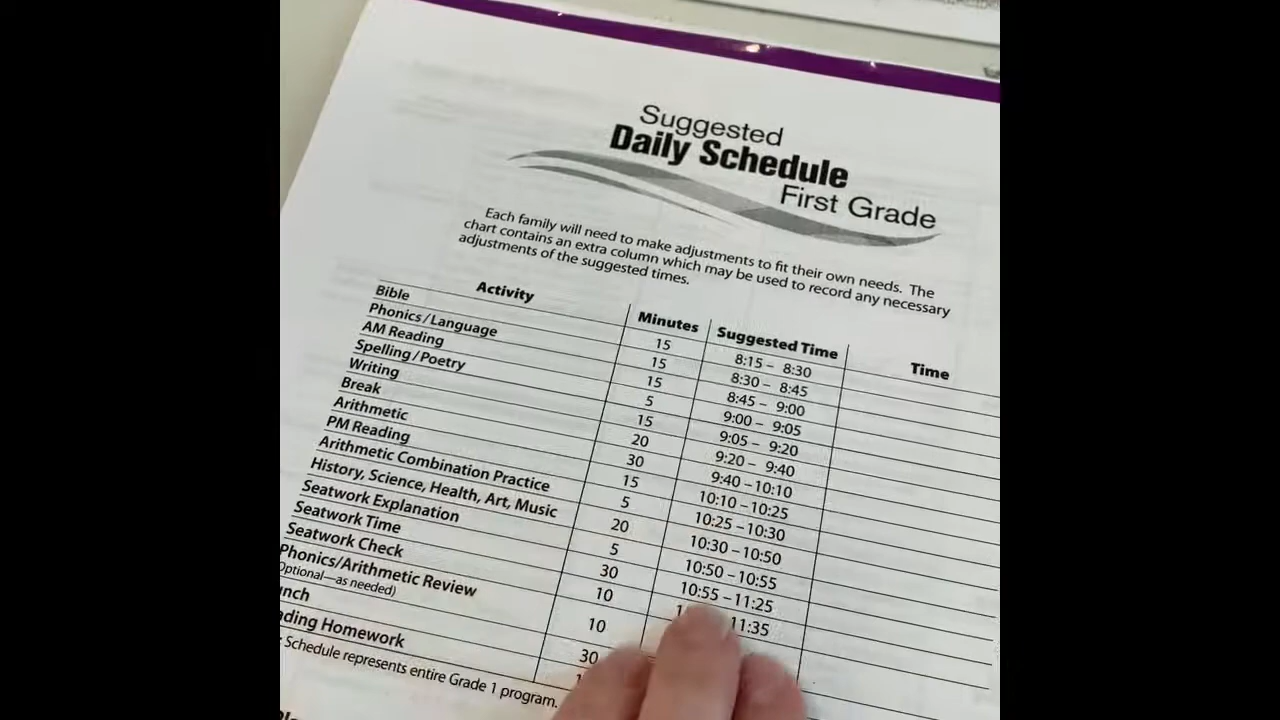 Suggested
Daily Schedule
First Grade
Each family will need to make adjustments to fit their own needs. The
chart contains an extra column which may be used to record any necessary
adjustments of the suggested times.
Activity Minutes Suggested Time Time
Bible 15 8:15 – 8:30
Phonics / Language 15 8:30 – 8:45
AM Reading 15 8:45 – 9:00
Spelling / Poetry 5 9:00 – 9:05
Writing 15 9:05 – 9:20
Break 20 9:20 – 9:40
Arithmetic 30 9:40 – 10:10
PM Reading 15 10:10 – 10:25
Arithmetic Combination Practice 5 10:25 – 10:30
History, Science, Health, Art, Music 20 10:30 – 10:50
Seatwork Explanation 5 10:50 – 10:55
Seatwork Time 30 10:55 – 11:25
Seatwork Check 10 11:35
Phonics/Arithmetic Review 10
Optional—as needed)
nch 30
ading Homework
Schedule represents entire Grade 1 program.